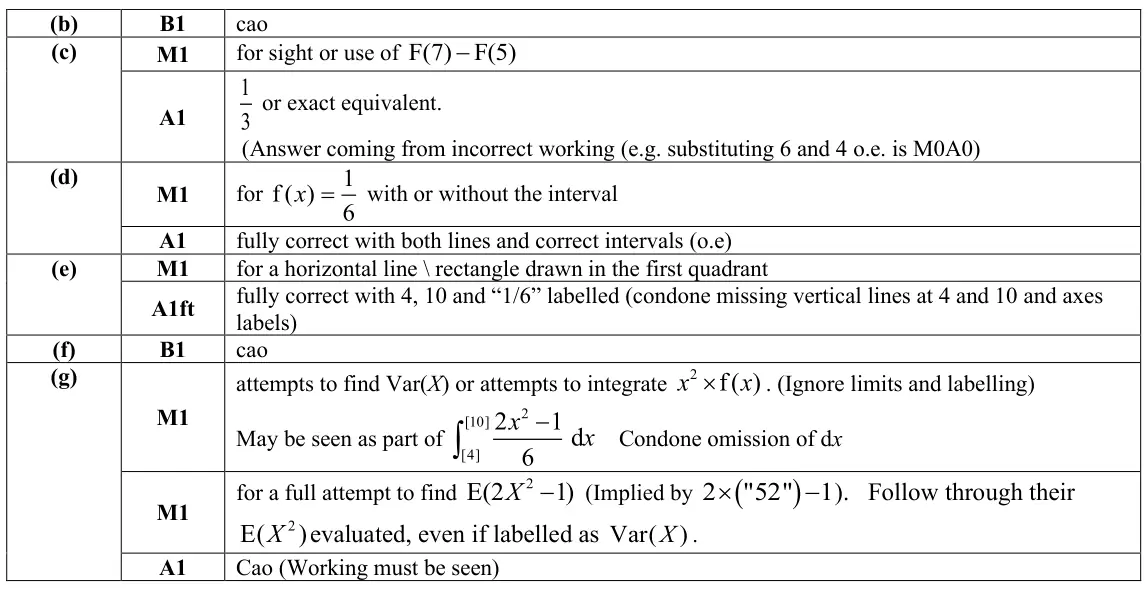 (b) B1 cao
(c) M1 for sight or use of F(7) − F(5)
A1 1/3 or exact equivalent.
(Answer coming from incorrect working (e.g. substituting 6 and 4 o.e. is M0A0)
(d) M1 for f(x) = 1/6 with or without the interval
A1 fully correct with both lines and correct intervals (o.e)
(e) M1 for a horizontal line \ rectangle drawn in the first quadrant
A1ft fully correct with 4, 10 and “1/6” labelled (condone missing vertical lines at 4 and 10 and axes
labels)
(f) B1 cao
(g) M1 attempts to find Var(X) or attempts to integrate x² × f(x). (Ignore limits and labelling)
May be seen as part of ∫_[4]^[10] (2x² − 1)/6 dx Condone omission of dx
M1 for a full attempt to find E(2X² − 1) (Implied by 2×("52")−1). Follow through their
E(X²)evaluated, even if labelled as Var(X).
A1 Cao (Working must be seen)